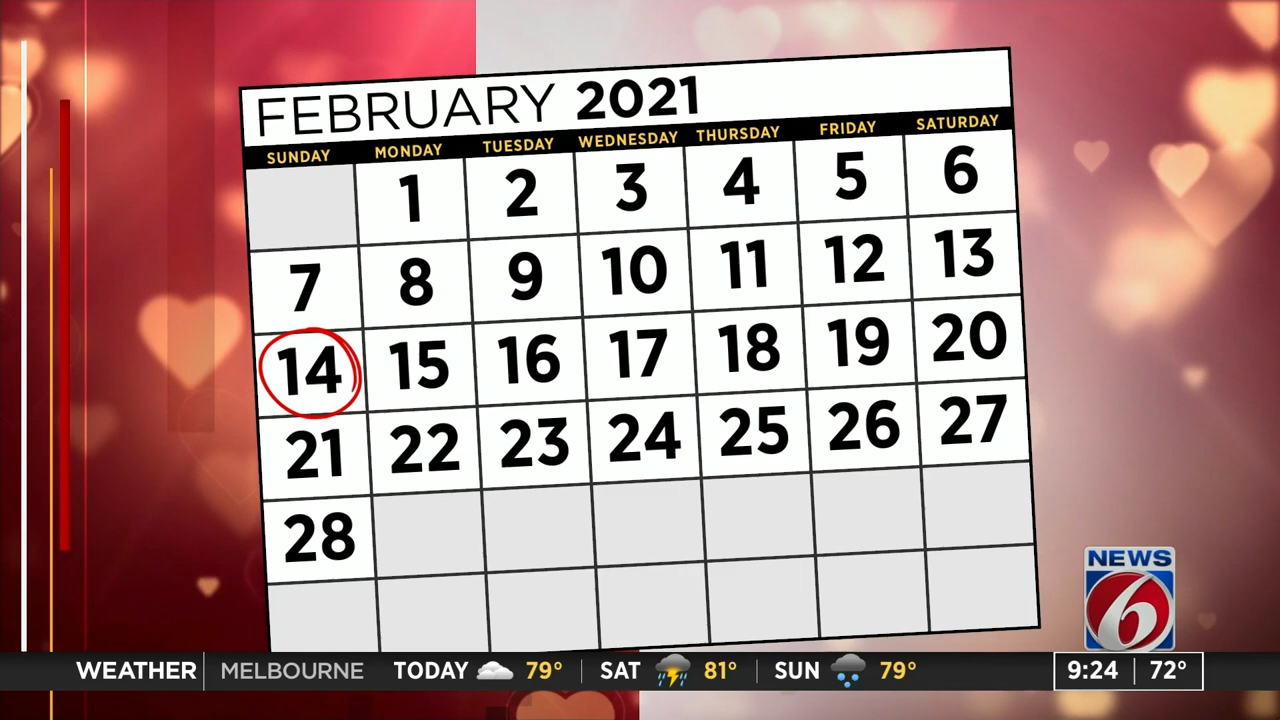 FEBRUARY 2021
SUNDAY MONDAY TUESDAY WEDNESDAY THURSDAY FRIDAY SATURDAY
1 2 3 4 5 6
7 8 9 10 11 12 13
14 15 16 17 18 19 20
21 22 23 24 25 26 27
28
NEWS
6
WEATHER MELBOURNE TODAY 79° SAT 81° SUN 79° 9:24 72°